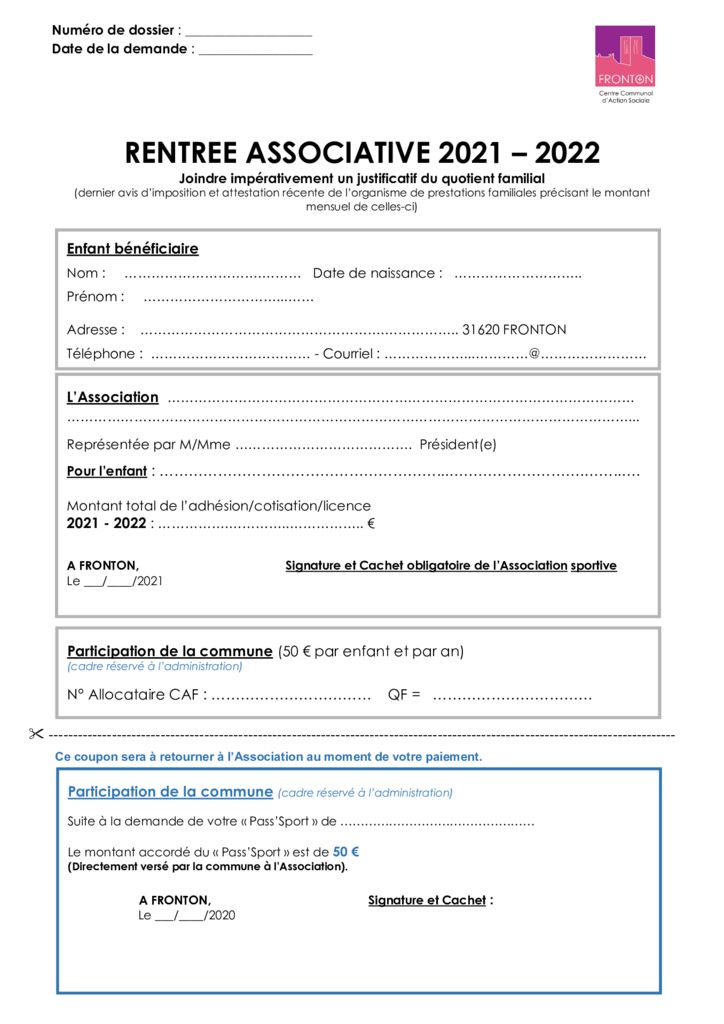 Numéro de dossier : ___________________
Date de la demande : _________________
FRONTON
Centre Communal
d'Action Sociale
RENTREE ASSOCIATIVE 2021 – 2022
Joindre impérativement un justificatif du quotient familial
(dernier avis d'imposition et attestation récente de l'organisme de prestations familiales précisant le montant
mensuel de celles-ci)
Enfant bénéficiaire
Nom : ………………………………… Date de naissance : ………………………..
Prénom : …………………………..……
Adresse : …………………………………………………………….. 31620 FRONTON
Téléphone : ……………………………… - Courriel : ………………..…………@……………………
L'Association ……………………………………………………………………………………………
…………………………………………………………………………………………………………………...
Représentée par M/Mme ………………………………… Président(e)
Pour l'enfant : …………………………………………………..……………………………………….…
Montant total de l'adhésion/cotisation/licence
2021 - 2022 : ……………………….…………….. €
A FRONTON, Signature et Cachet obligatoire de l'Association sportive
Le ___/____/2021
Participation de la commune (50 € par enfant et par an)
(cadre réservé à l'administration)
N° Allocataire CAF : …………………………… QF = ……………………………
Ce coupon sera à retourner à l'Association au moment de votre paiement.
Participation de la commune (cadre réservé à l'administration)
Suite à la demande de votre « Pass'Sport » de ……………………………………
Le montant accordé du « Pass'Sport » est de 50 €
(Directement versé par la commune à l'Association).
A FRONTON, Signature et Cachet :
Le ___/____/2020